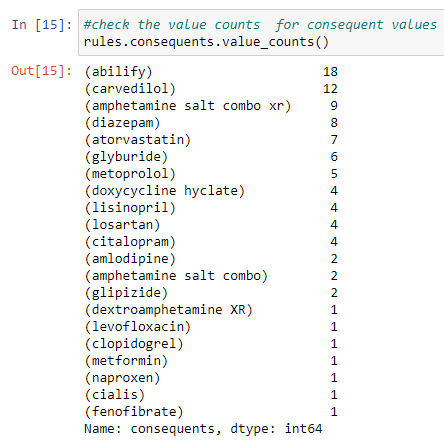 In [15]: #check the value counts  for consequent values
rules.consequents.value_counts()
Out[15]: (abilify) 18
(carvedilol) 12
(amphetamine salt combo xr) 9
(diazepam) 8
(atorvastatin) 7
(glyburide) 6
(metoprolol) 5
(doxycycline hyclate) 4
(lisinopril) 4
(losartan) 4
(citalopram) 4
(amlodipine) 2
(amphetamine salt combo) 2
(glipizide) 2
(dextroamphetamine XR) 1
(levofloxacin) 1
(clopidogrel) 1
(metformin) 1
(naproxen) 1
(cialis) 1
(fenofibrate) 1
Name: consequents, dtype: int64